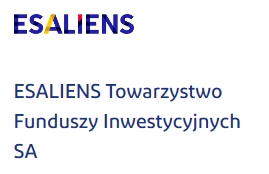 ESALIENS
ESALIENS Towarzystwo
Funduszy Inwestycyjnych
SA